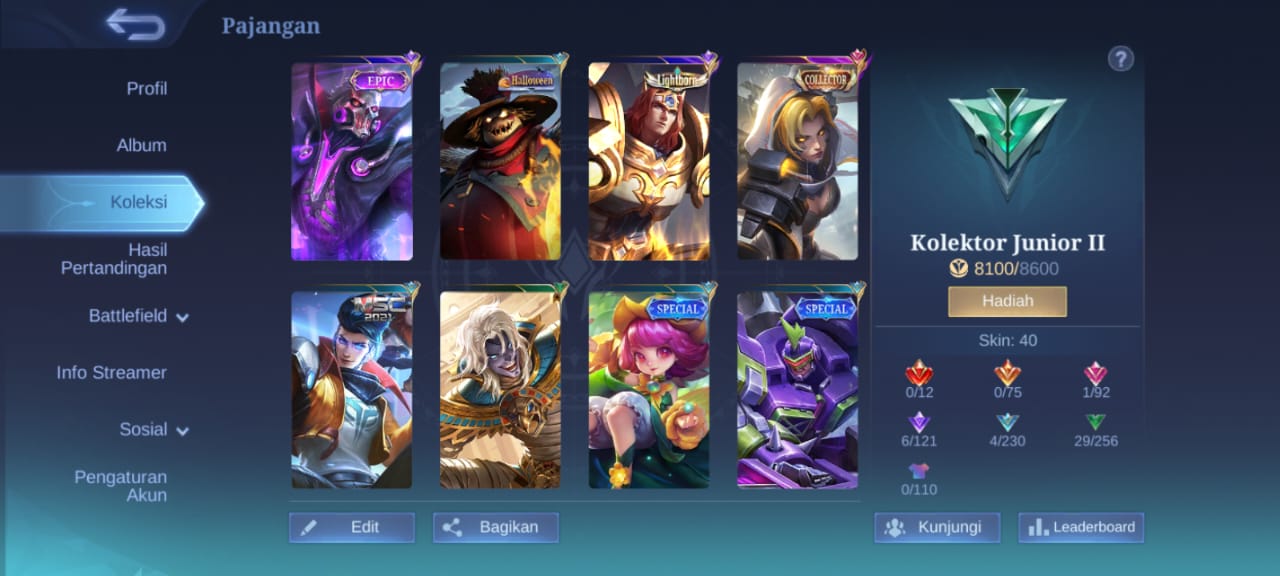 Pajangan
Profil
Album
Koleksi
Hasil
Pertandingan
Battlefield
Info Streamer
Sosial
Pengaturan
Akun
EPIC
Halloween
Lightborn
COLLECTOR
515
2021
SPECIAL
SPECIAL
Edit
Bagikan
?
Kolektor Junior II
8100/8600
Hadiah
Skin: 40
0/12
0/75
1/92
6/121
4/230
29/256
0/110
Kunjungi
Leaderboard